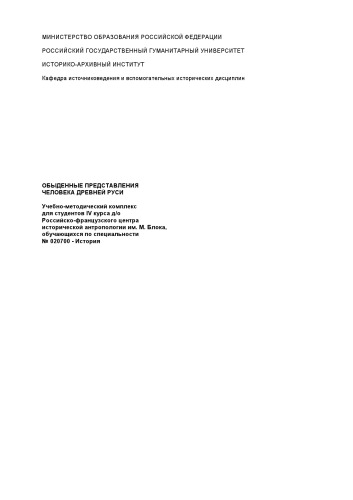 МИНИСТЕРСТВО ОБРАЗОВАНИЯ РОССИЙСКОЙ ФЕДЕРАЦИИ
РОССИЙСКИЙ ГОСУДАРСТВЕННЫЙ ГУМАНИТАРНЫЙ УНИВЕРСИТЕТ
ИСТОРИКО-АРХИВНЫЙ ИНСТИТУТ
Кафедра источниковедения и вспомогательных исторических дисциплин
ОБЫДЕННЫЕ ПРЕДСТАВЛЕНИЯ
ЧЕЛОВЕКА ДРЕВНЕЙ РУСИ
Учебно-методический комплекс
для студентов IV курса д/о
Российско-французского центра
исторической антропологии им. М. Блока,
обучающихся по специальности
№ 020700 - История